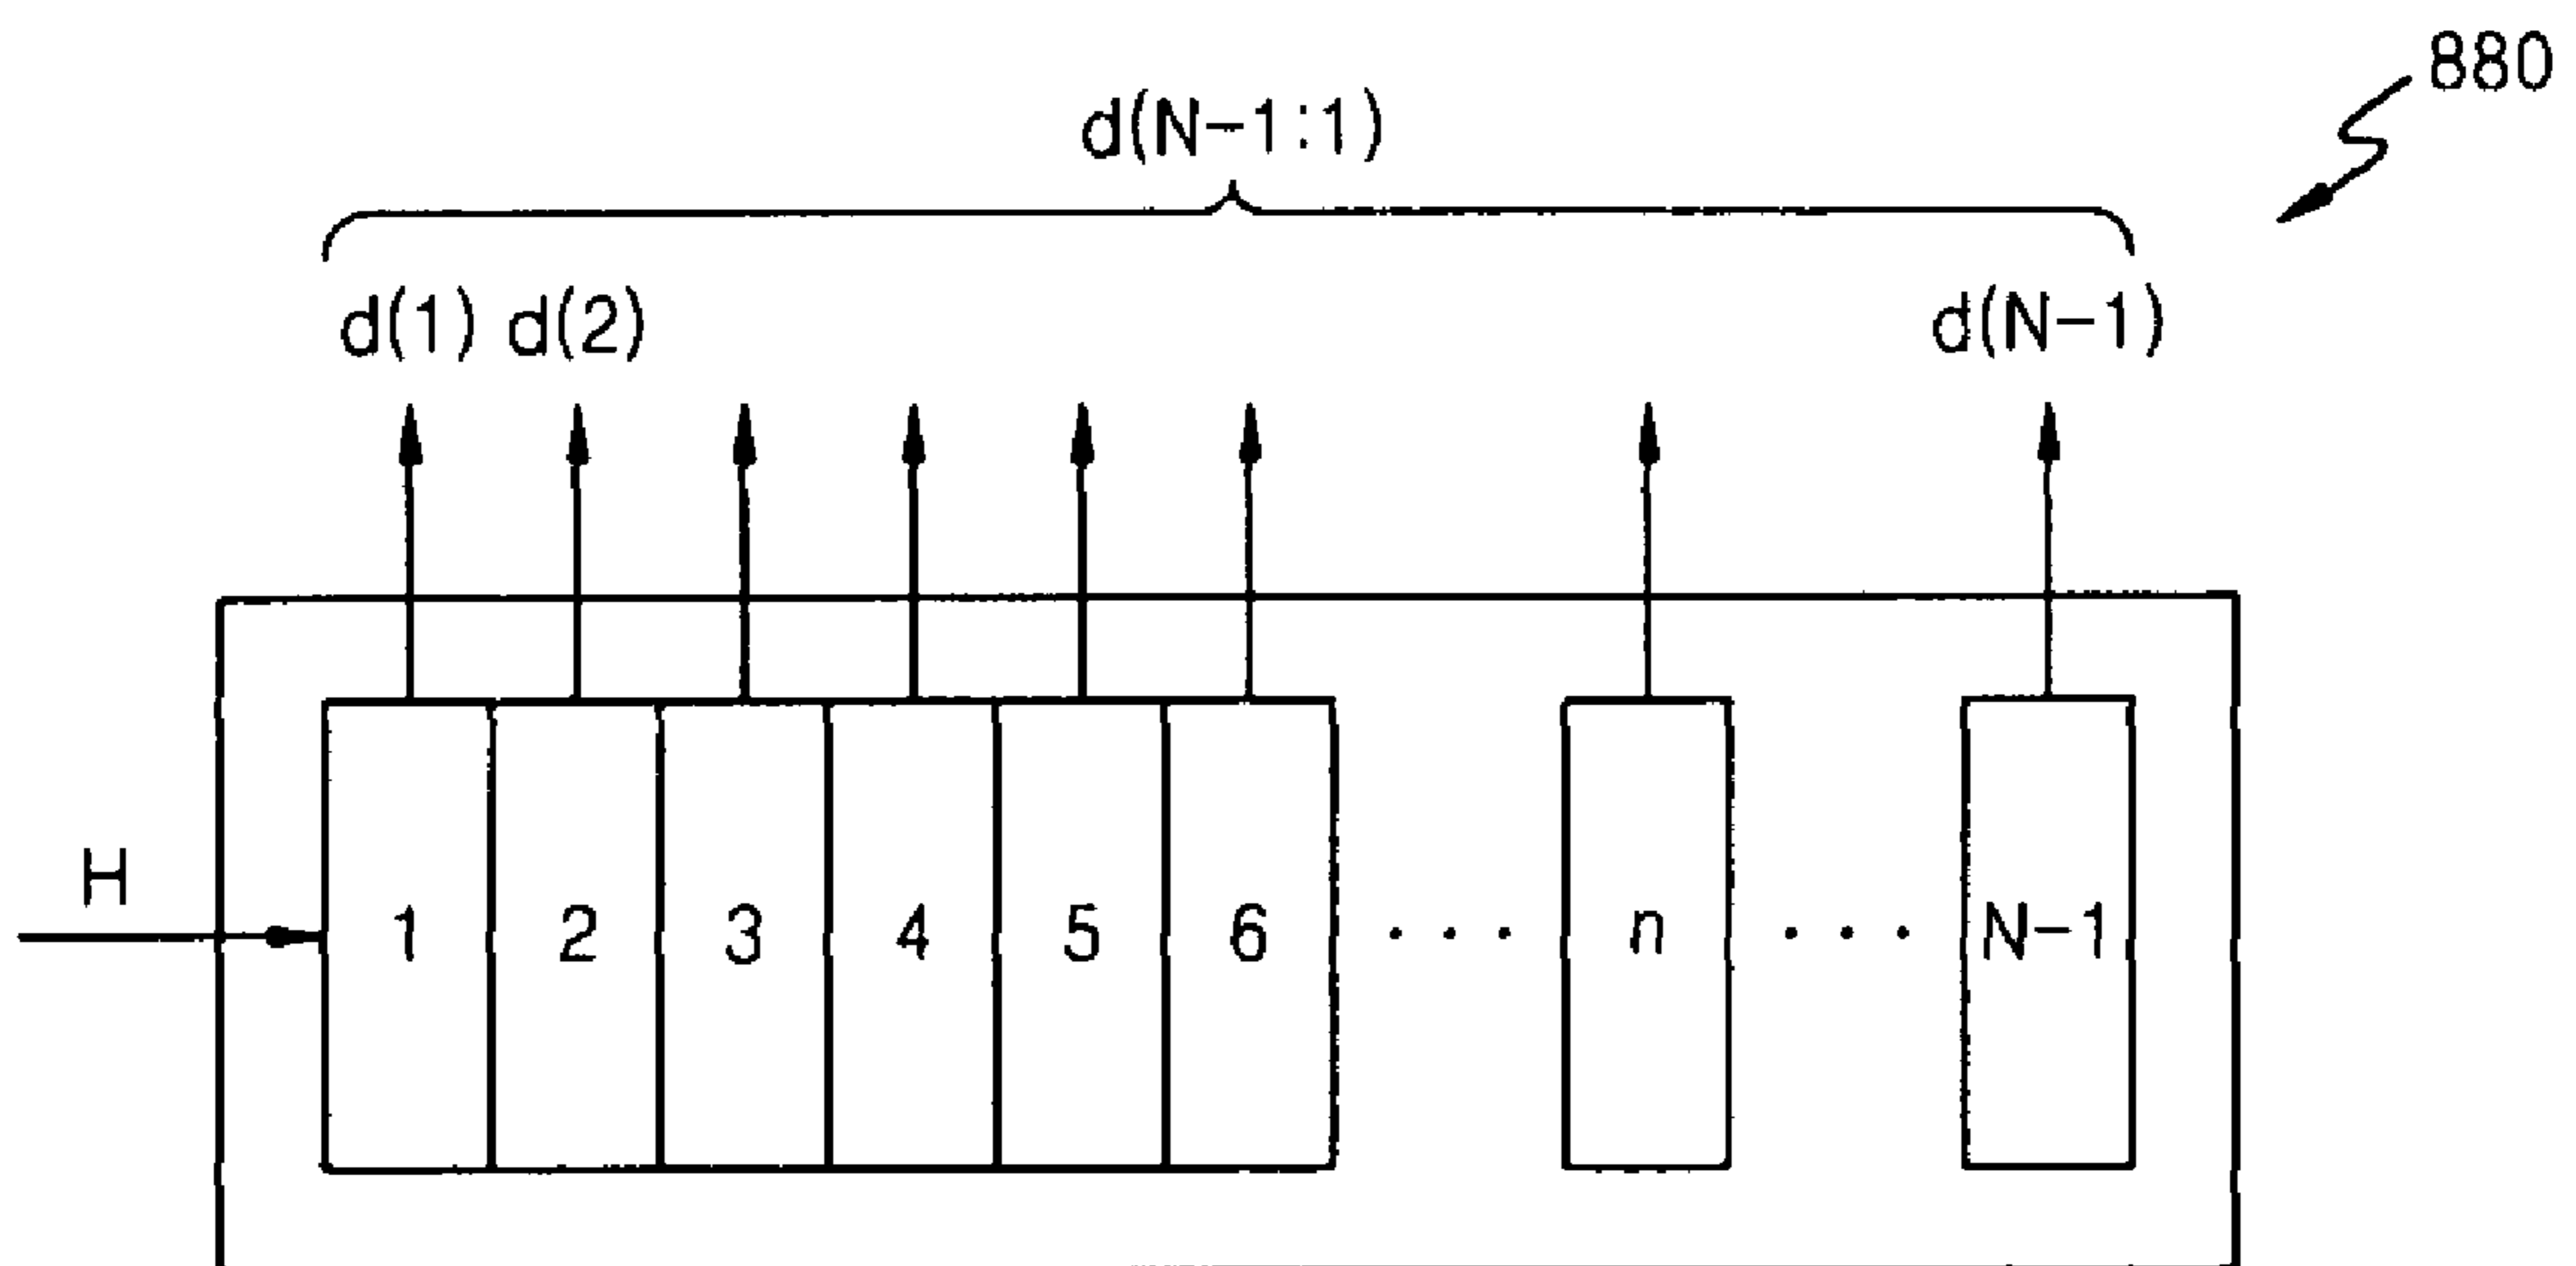 880
d(N-1:1)
d(1) d(2) d(N-1)
H
1 2 3 4 5 6 ··· n ··· N-1